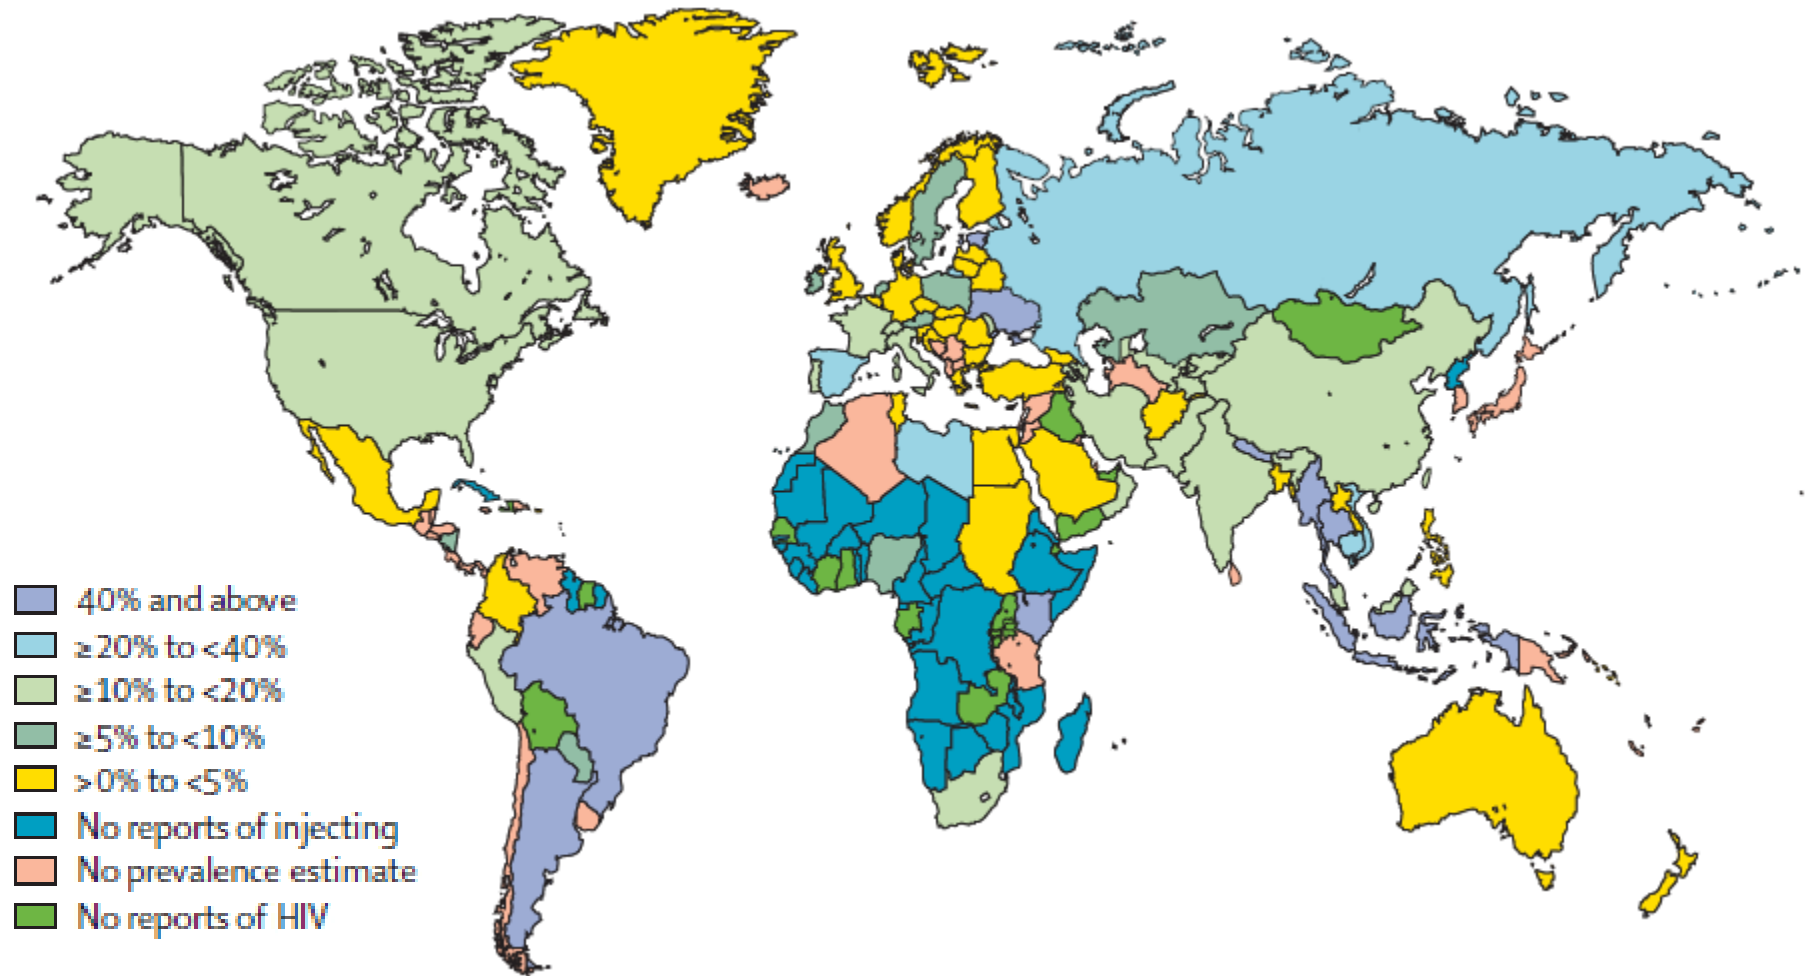 40% and above
≥20% to <40%
≥10% to <20%
≥5% to <10%
>0% to <5%
No reports of injecting
No prevalence estimate
No reports of HIV